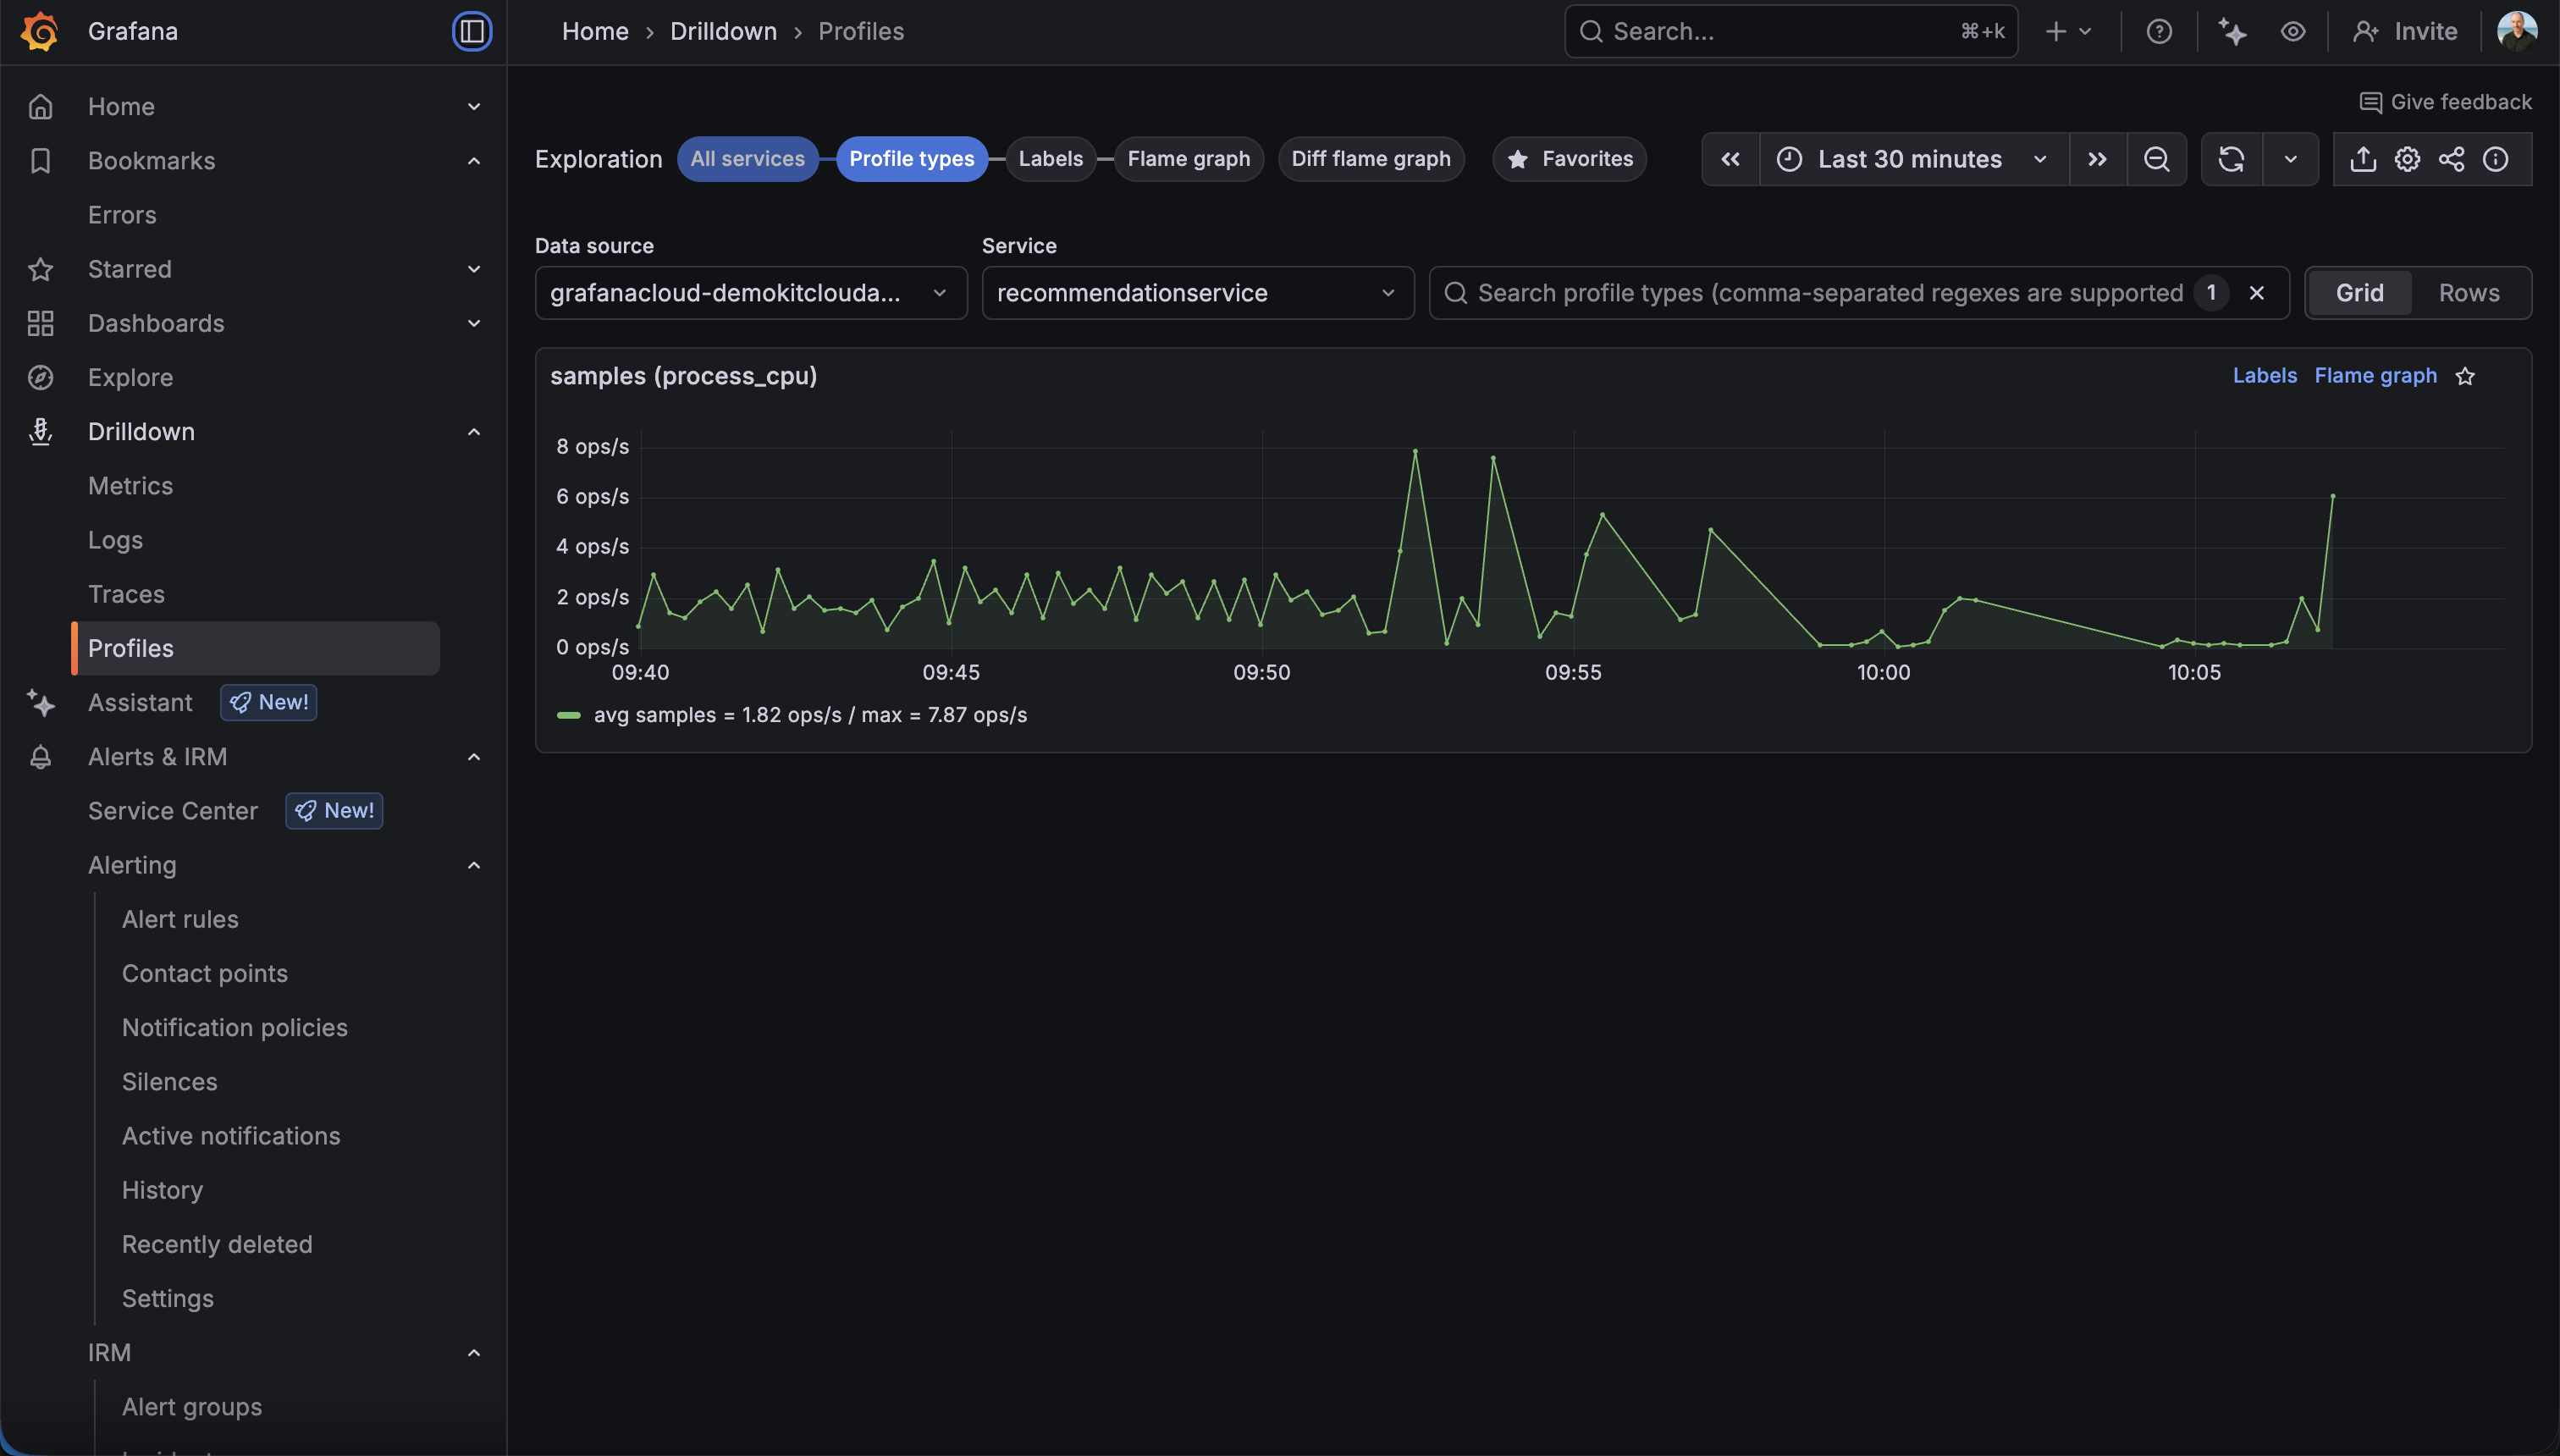 Grafana
Home › Drilldown › Profiles
Search... ⌘+k
Invite
Home
Bookmarks
Errors
Starred
Dashboards
Explore
Drilldown
Metrics
Logs
Traces
Profiles
Assistant New!
Alerts & IRM
Service Center New!
Alerting
Alert rules
Contact points
Notification policies
Silences
Active notifications
History
Recently deleted
Settings
IRM
Alert groups
Give feedback
Exploration All services Profile types Labels Flame graph Diff flame graph Favorites Last 30 minutes
Data source Service
grafanacloud-demokitclouda... recommendationservice Search profile types (comma-separated regexes are supported 1 Grid Rows
samples (process_cpu) Labels Flame graph
8 ops/s
6 ops/s
4 ops/s
2 ops/s
0 ops/s
09:40 09:45 09:50 09:55 10:00 10:05
avg samples = 1.82 ops/s / max = 7.87 ops/s